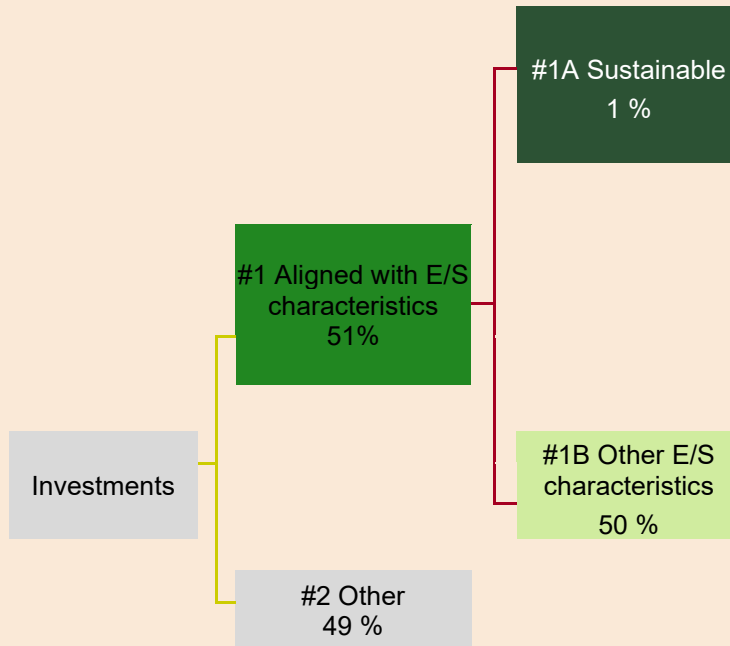 #1A Sustainable
1 %
#1 Aligned with E/S
characteristics
51%
Investments
#1B Other E/S
characteristics
50 %
#2 Other
49 %